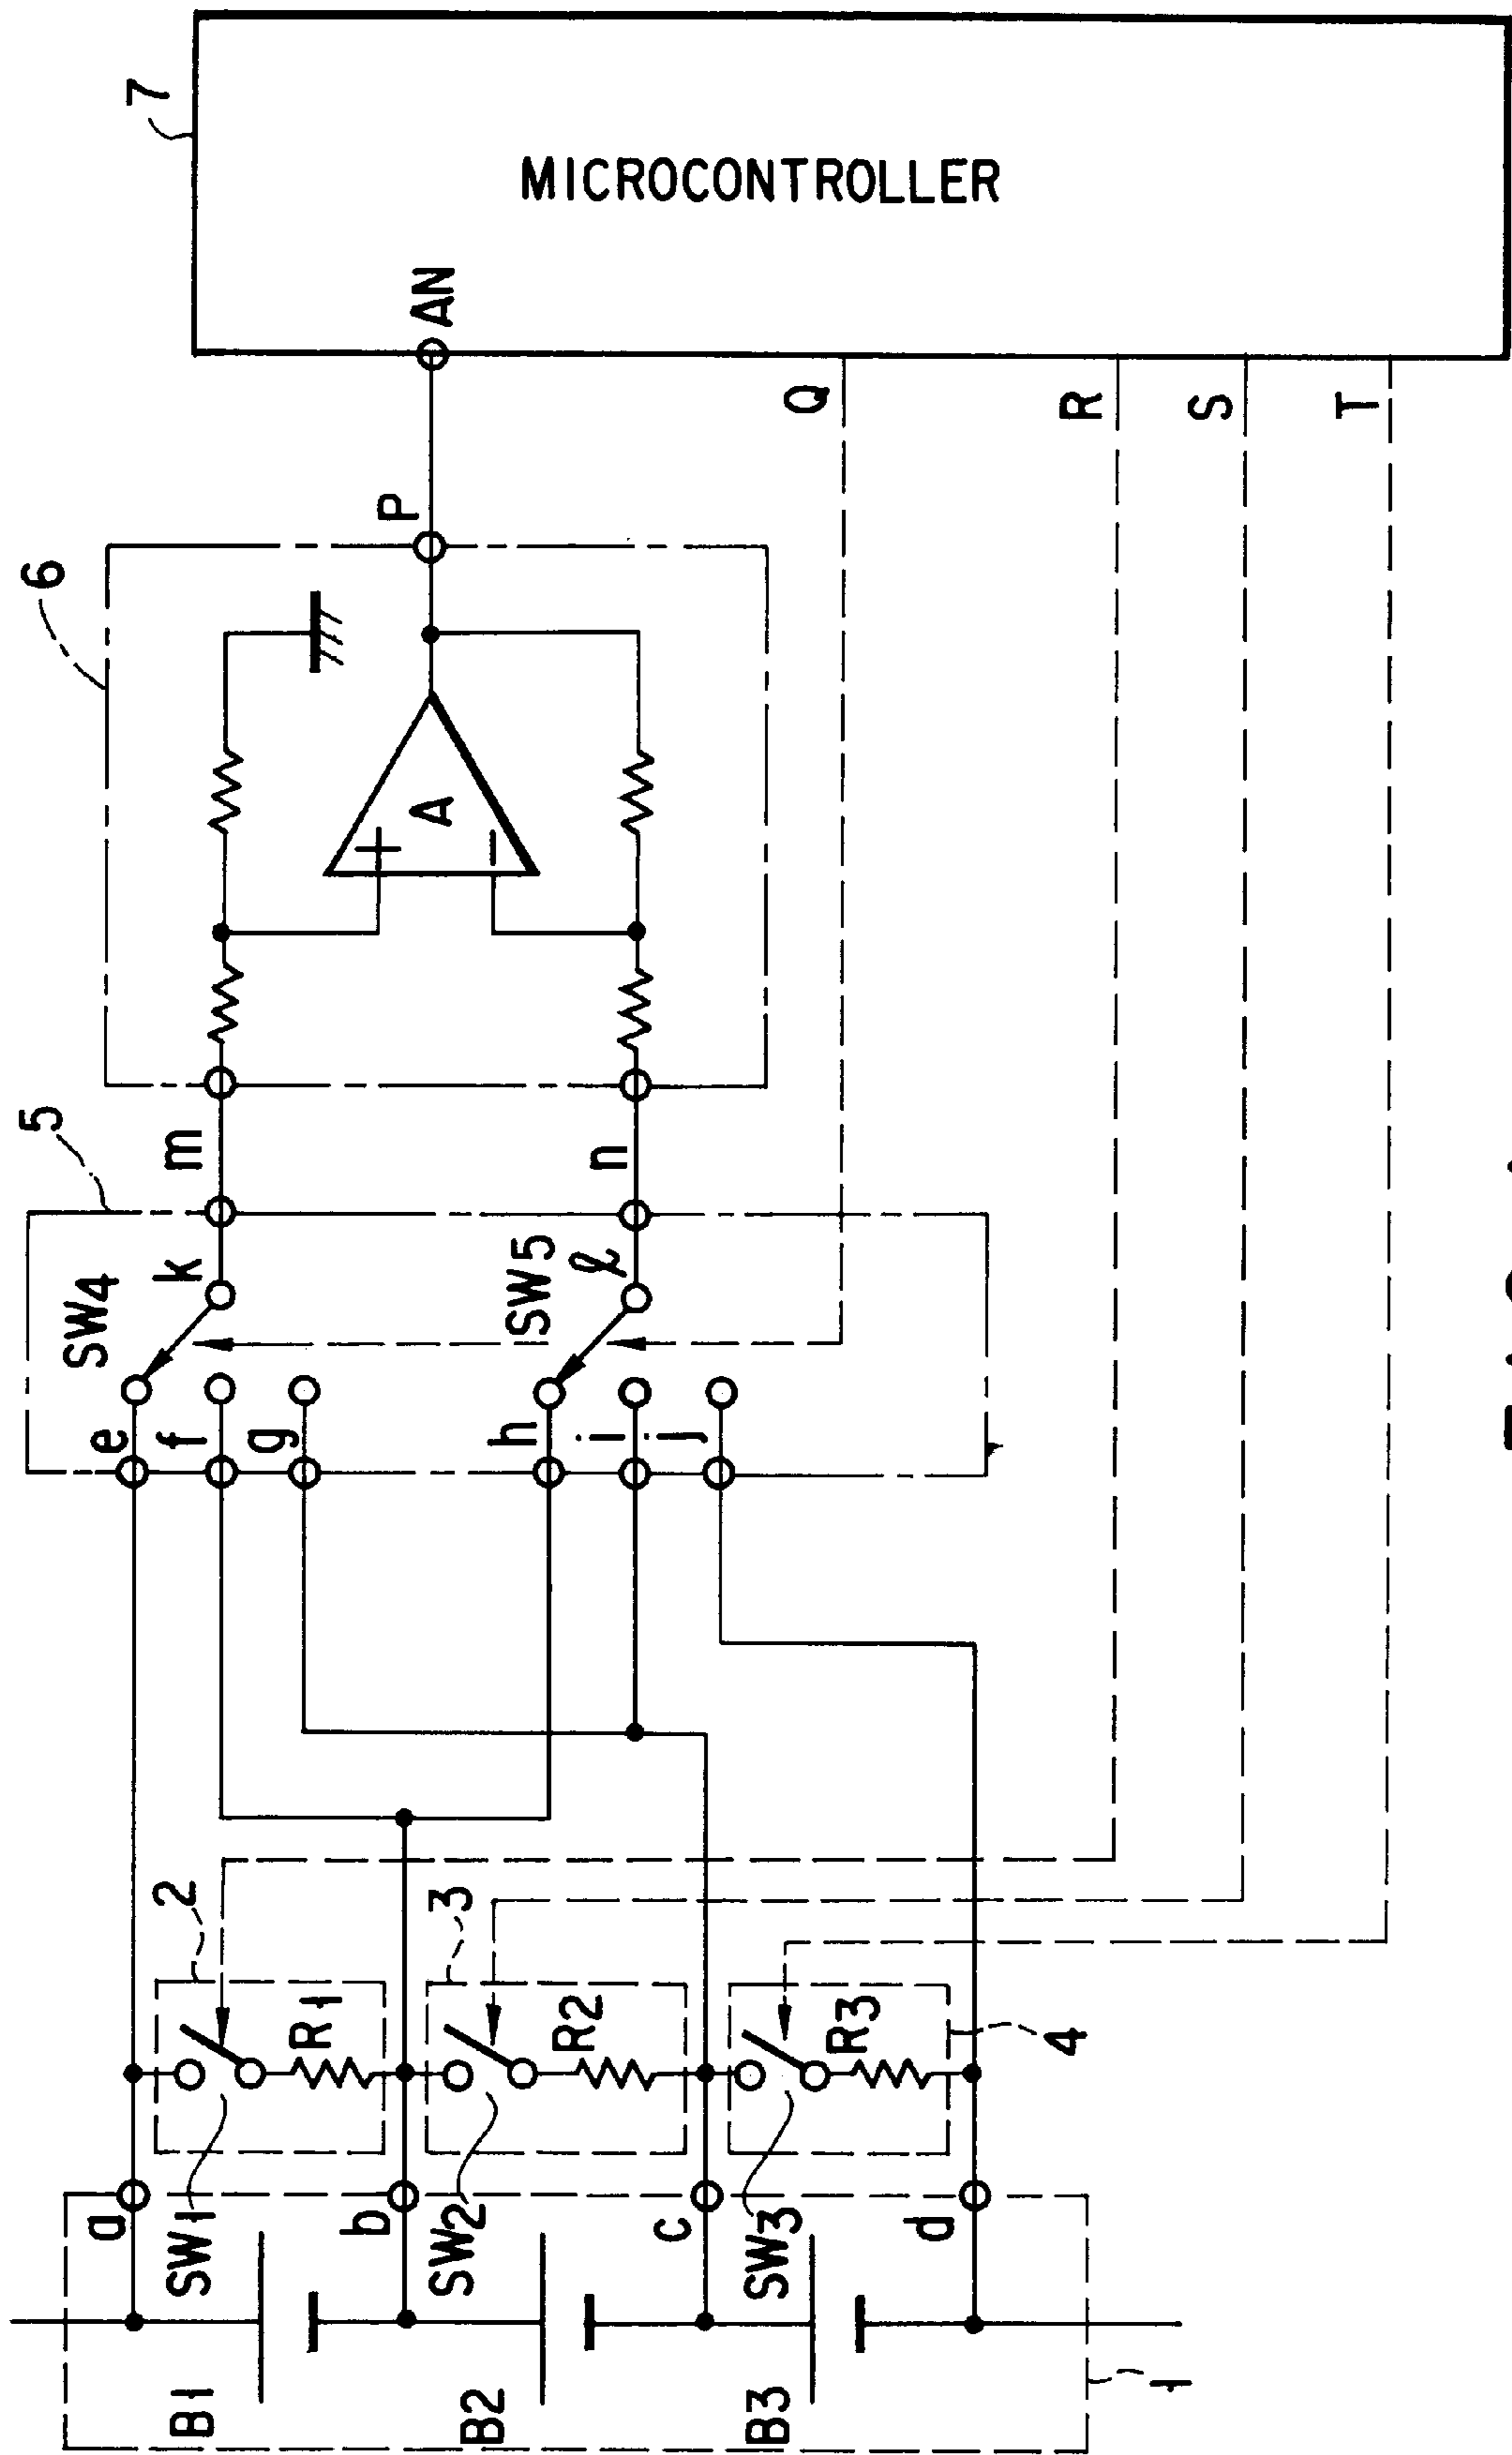 7
MICROCONTROLLER
AN
Q
R
S
T
6
P
A
+
−
5
m
n
SW4
k
SW5
ℓ
e
f
g
h
i
j
2
R1
SW1
3
R2
SW2
R3
4
SW3
a
b
c
d
B1
B2
B3
1